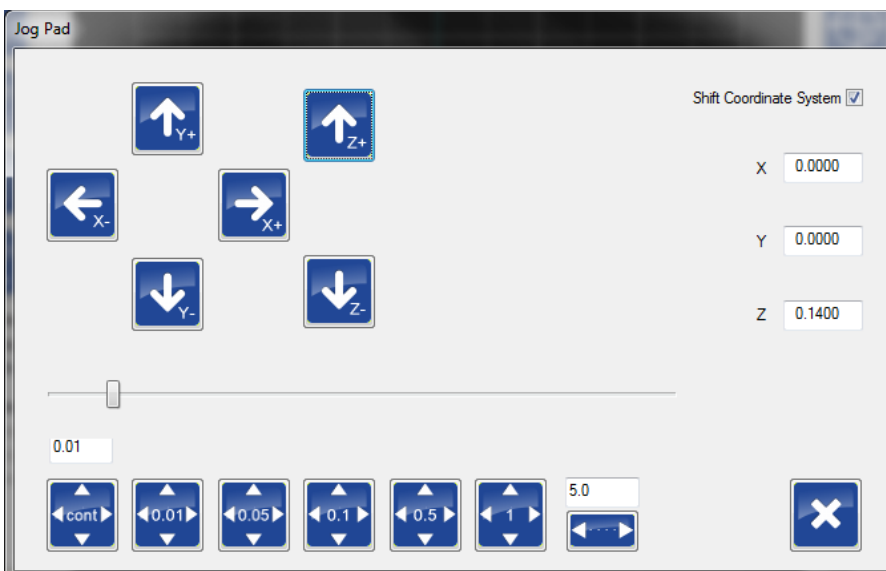 Jog Pad
Shift Coordinate System
Y+
Z+
X 0.0000
X-
X+
Y 0.0000
Y-
Z-
Z 0.1400
0.01
5.0
cont
0.01
0.05
0.1
0.5
1